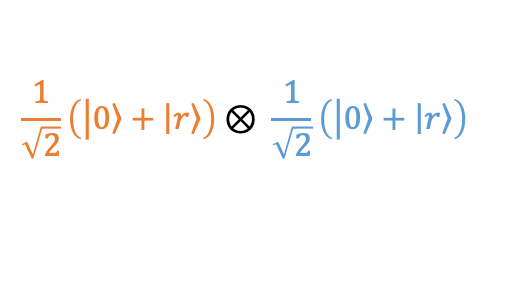 1/√2 (|0⟩ + |r⟩) ⊗ 1/√2 (|0⟩ + |r⟩)